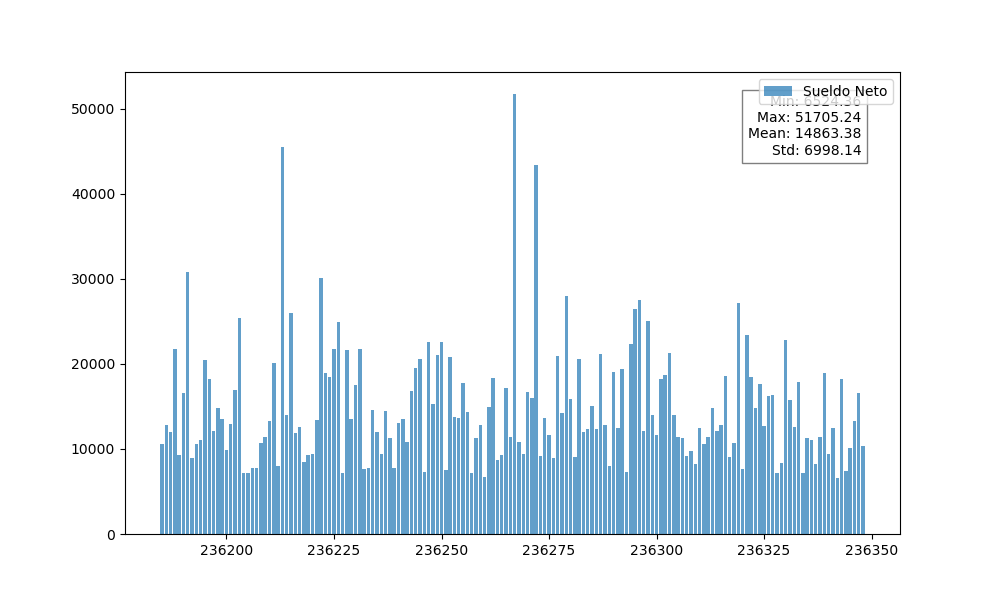 50000
40000
30000
20000
10000
0
236200 236225 236250 236275 236300 236325 236350
Sueldo Neto
Min: 6524.36
Max: 51705.24
Mean: 14863.38
Std: 6998.14